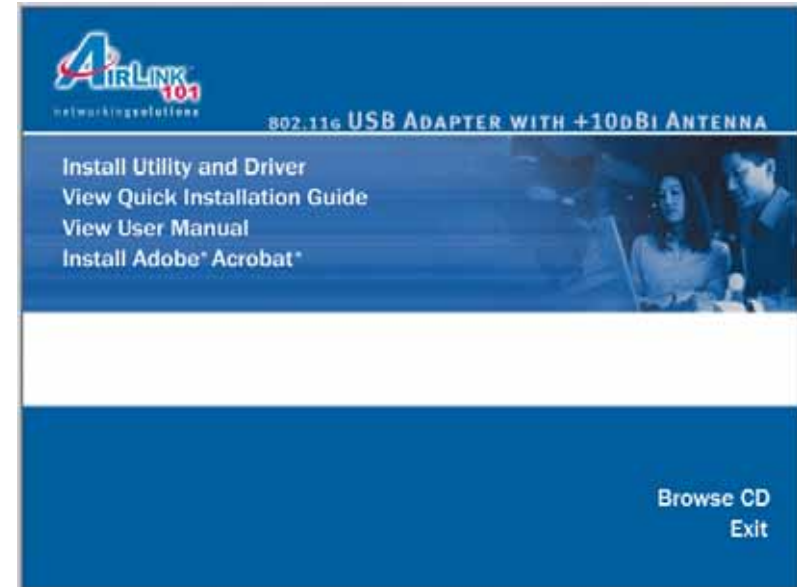 AIRLINK
101
networkingsolutions
802.11G USB ADAPTER WITH +10DBI ANTENNA
Install Utility and Driver
View Quick Installation Guide
View User Manual
Install Adobe® Acrobat®
Browse CD
Exit